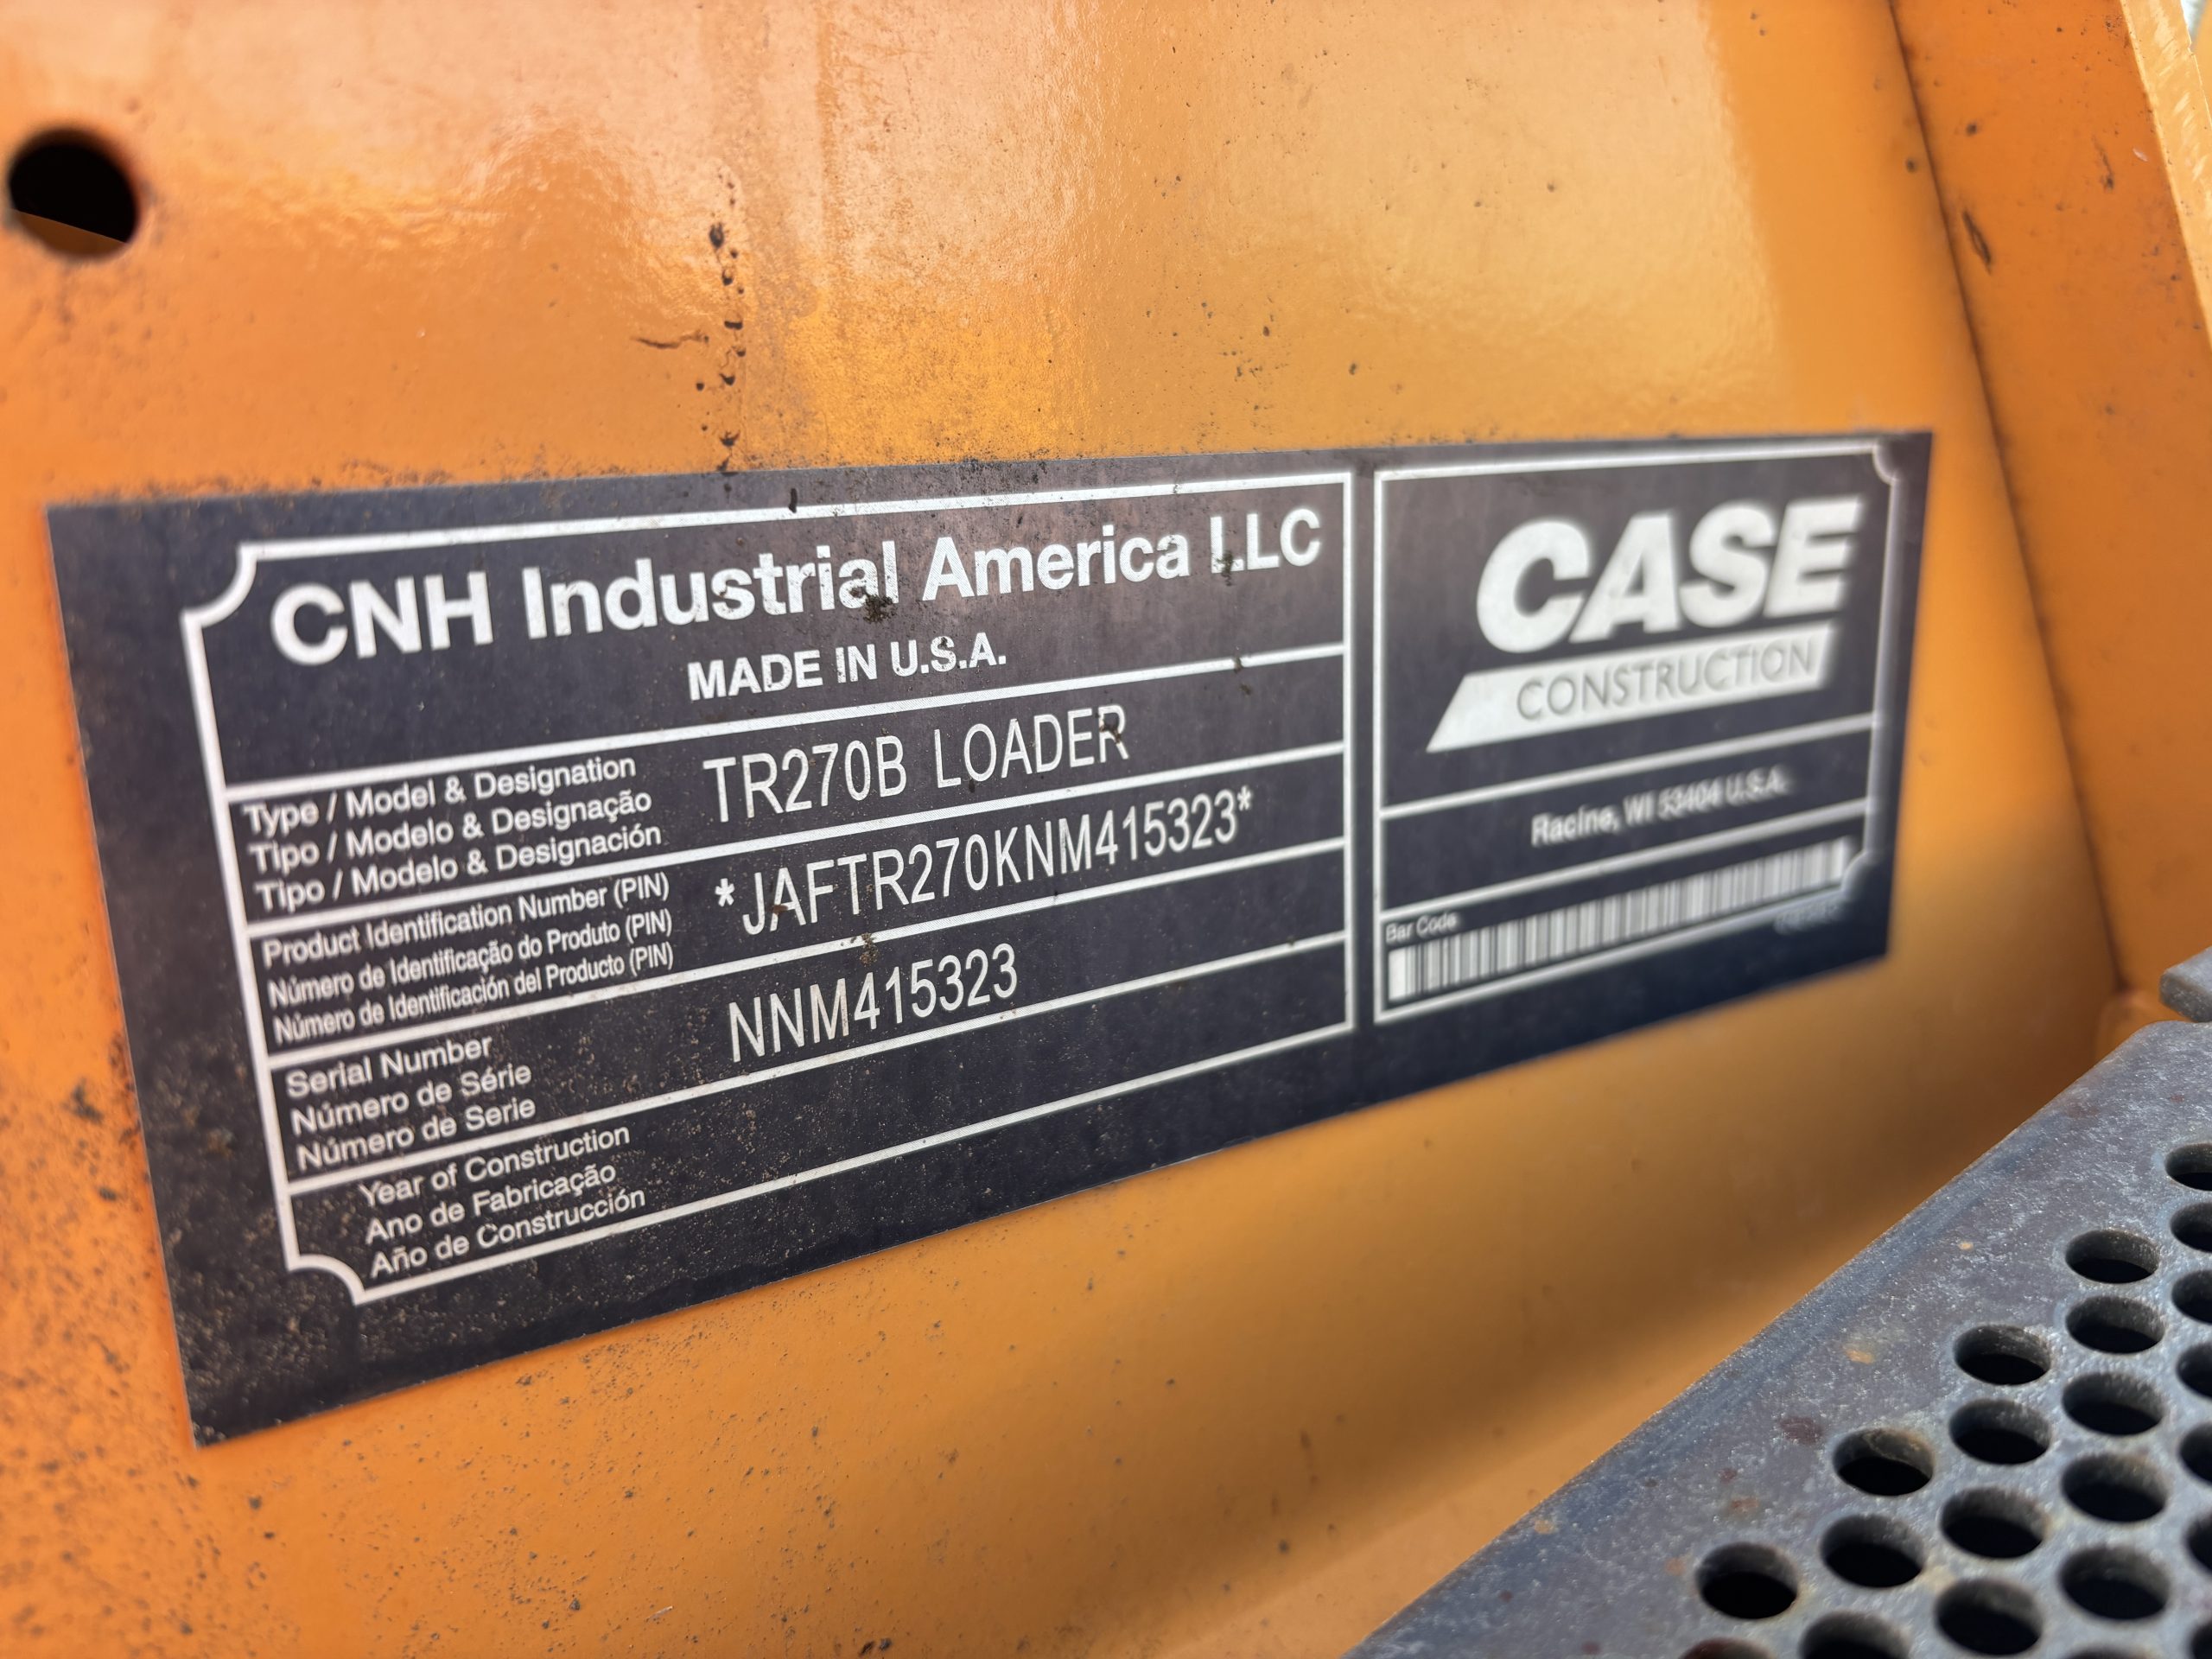 CNH Industrial America LLC
MADE IN U.S.A.
Type / Model & Designation
Tipo / Modelo & Designação
Tipo / Modelo & Designación
TR270B LOADER
Product Identification Number (PIN)
Número de Identificação do Produto (PIN)
Número de Identificación del Producto (PIN)
*JAFTR270KNM415323*
Serial Number
Número de Série
Número de Serie
NNM415323
Year of Construction
Ano de Fabricação
Año de Construcción
CASE
CONSTRUCTION
Racine, WI 53404 U.S.A.
Bar Code